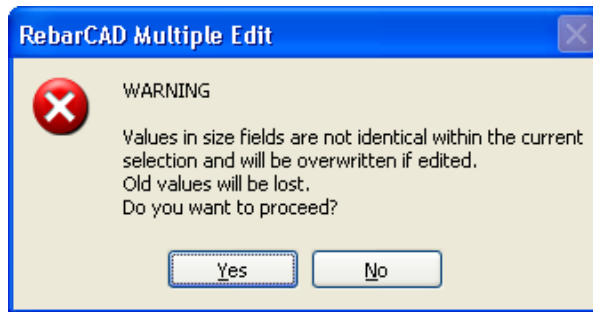 RebarCAD Multiple Edit
WARNING
Values in size fields are not identical within the current
selection and will be overwritten if edited.
Old values will be lost.
Do you want to proceed?
Yes No